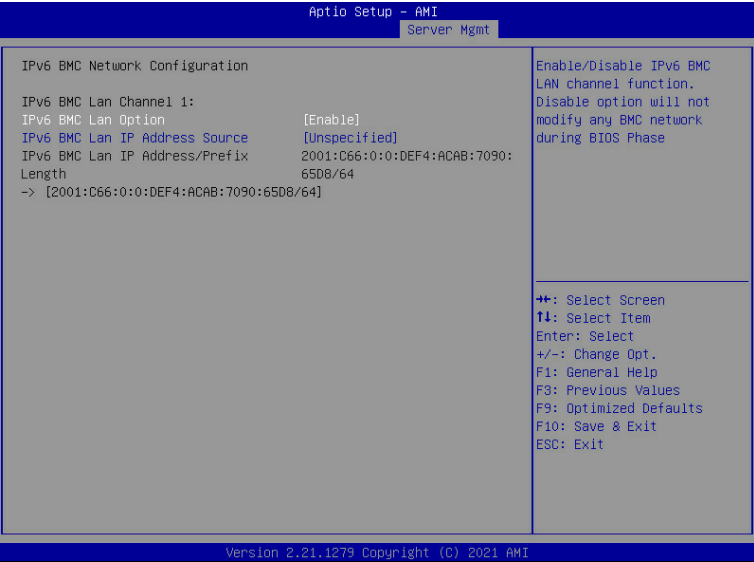 Aptio Setup – AMI
Server Mgmt
IPv6 BMC Network Configuration
IPv6 BMC Lan Channel 1:
IPv6 BMC Lan Option [Enable]
IPv6 BMC Lan IP Address Source [Unspecified]
IPv6 BMC Lan IP Address/Prefix 2001:C66:0:0:DEF4:ACAB:7090:
Length 65D8/64
-> [2001:C66:0:0:DEF4:ACAB:7090:65D8/64]
Enable/Disable IPv6 BMC
LAN channel function.
Disable option will not
modify any BMC network
during BIOS Phase
→←: Select Screen
↑↓: Select Item
Enter: Select
+/-: Change Opt.
F1: General Help
F3: Previous Values
F9: Optimized Defaults
F10: Save & Exit
ESC: Exit
Version 2.21.1279 Copyright (C) 2021 AMI